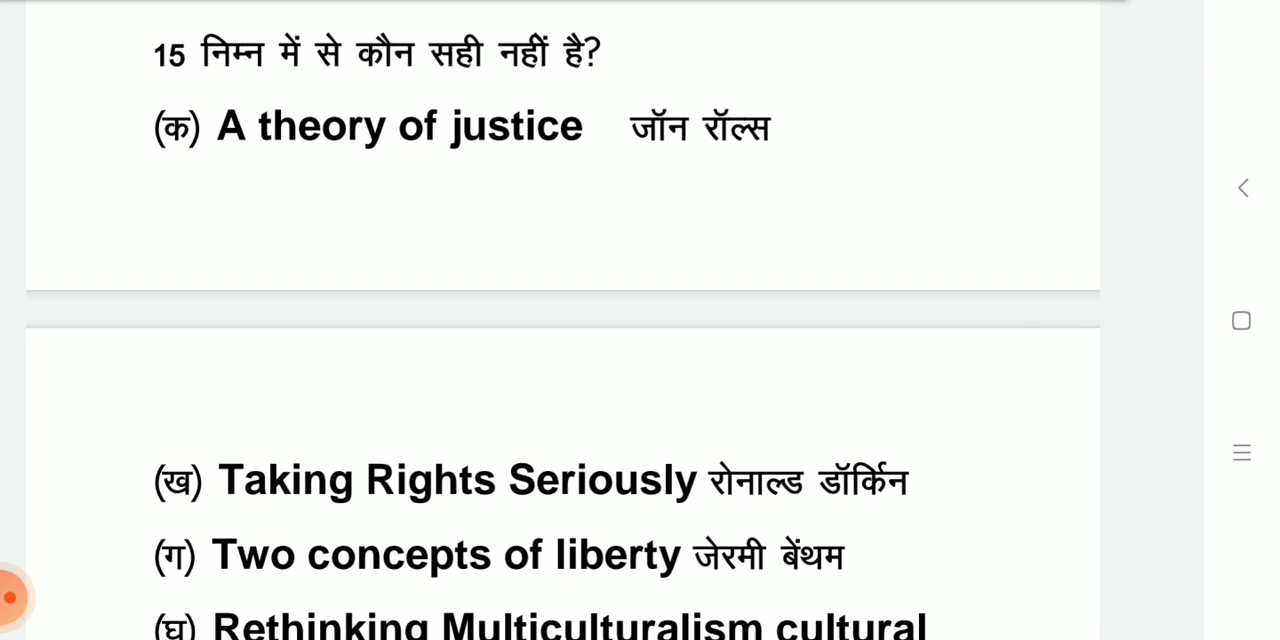 15 निम्न में से कौन सही नहीं है?
(क) A theory of justice जॉन रॉल्स
(ख) Taking Rights Seriously रोनाल्ड डॉर्किन
(ग) Two concepts of liberty जेरमी बेंथम
(घ) Rethinking Multiculturalism cultural